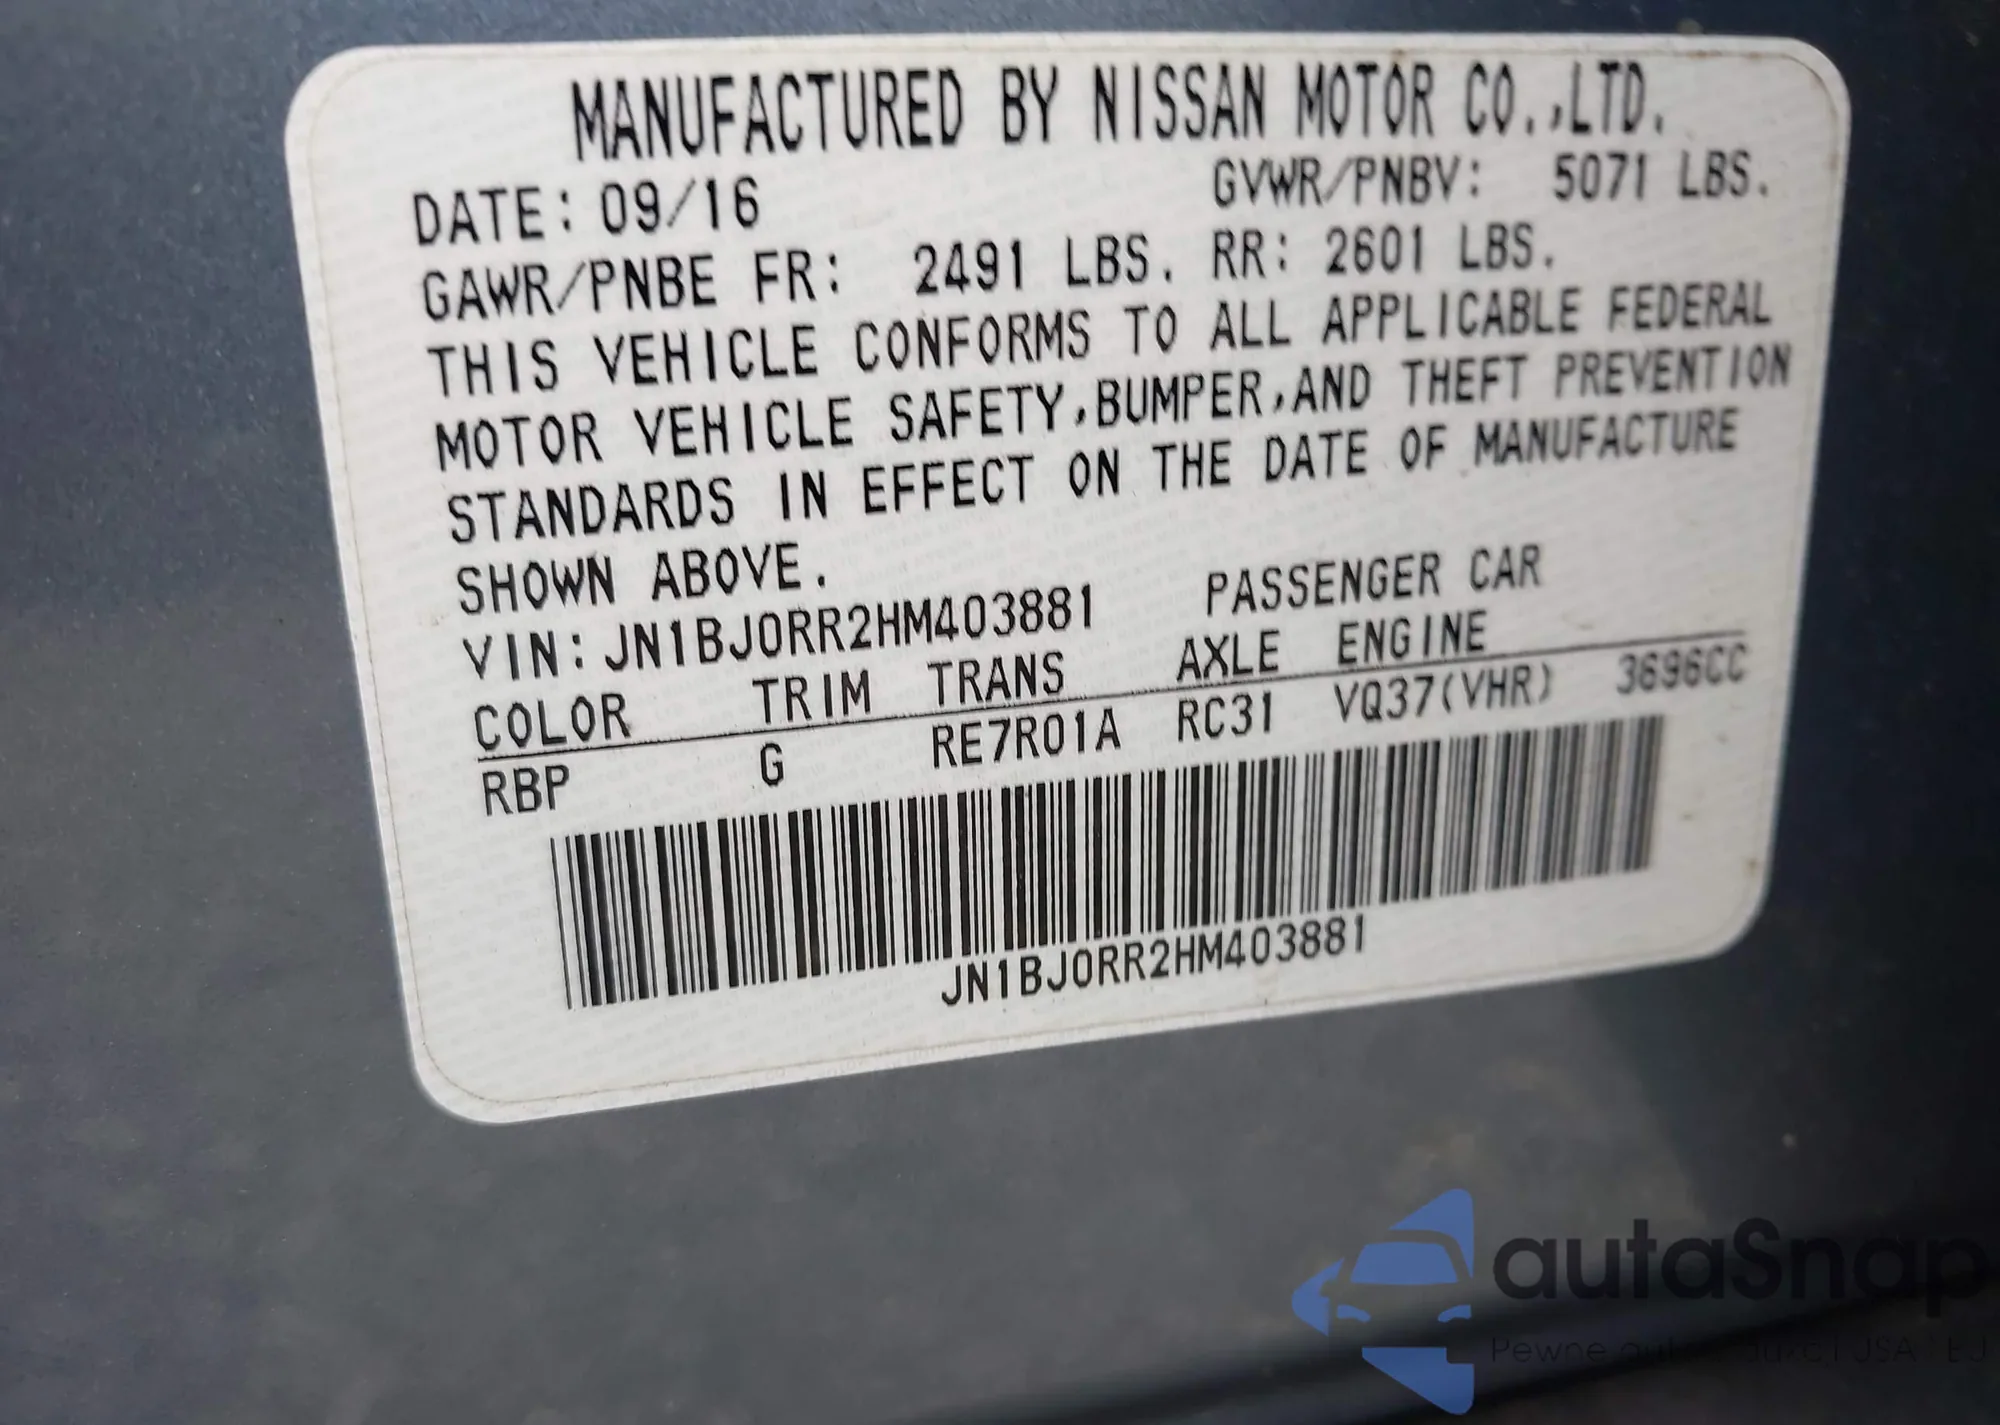 MANUFACTURED BY NISSAN MOTOR CO.,LTD.
DATE: 09/16 GVWR/PNBV: 5071 LBS.
GAWR/PNBE FR: 2491 LBS. RR: 2601 LBS.
THIS VEHICLE CONFORMS TO ALL APPLICABLE FEDERAL
MOTOR VEHICLE SAFETY,BUMPER,AND THEFT PREVENTION
STANDARDS IN EFFECT ON THE DATE OF MANUFACTURE
SHOWN ABOVE.
VIN: JN1BJ0RR2HM403881 PASSENGER CAR
COLOR TRIM TRANS AXLE ENGINE
RBP G RE7R01A RC31 VQ37(VHR) 3696CC
JN1BJ0RR2HM403881
autaSnap
Pewne